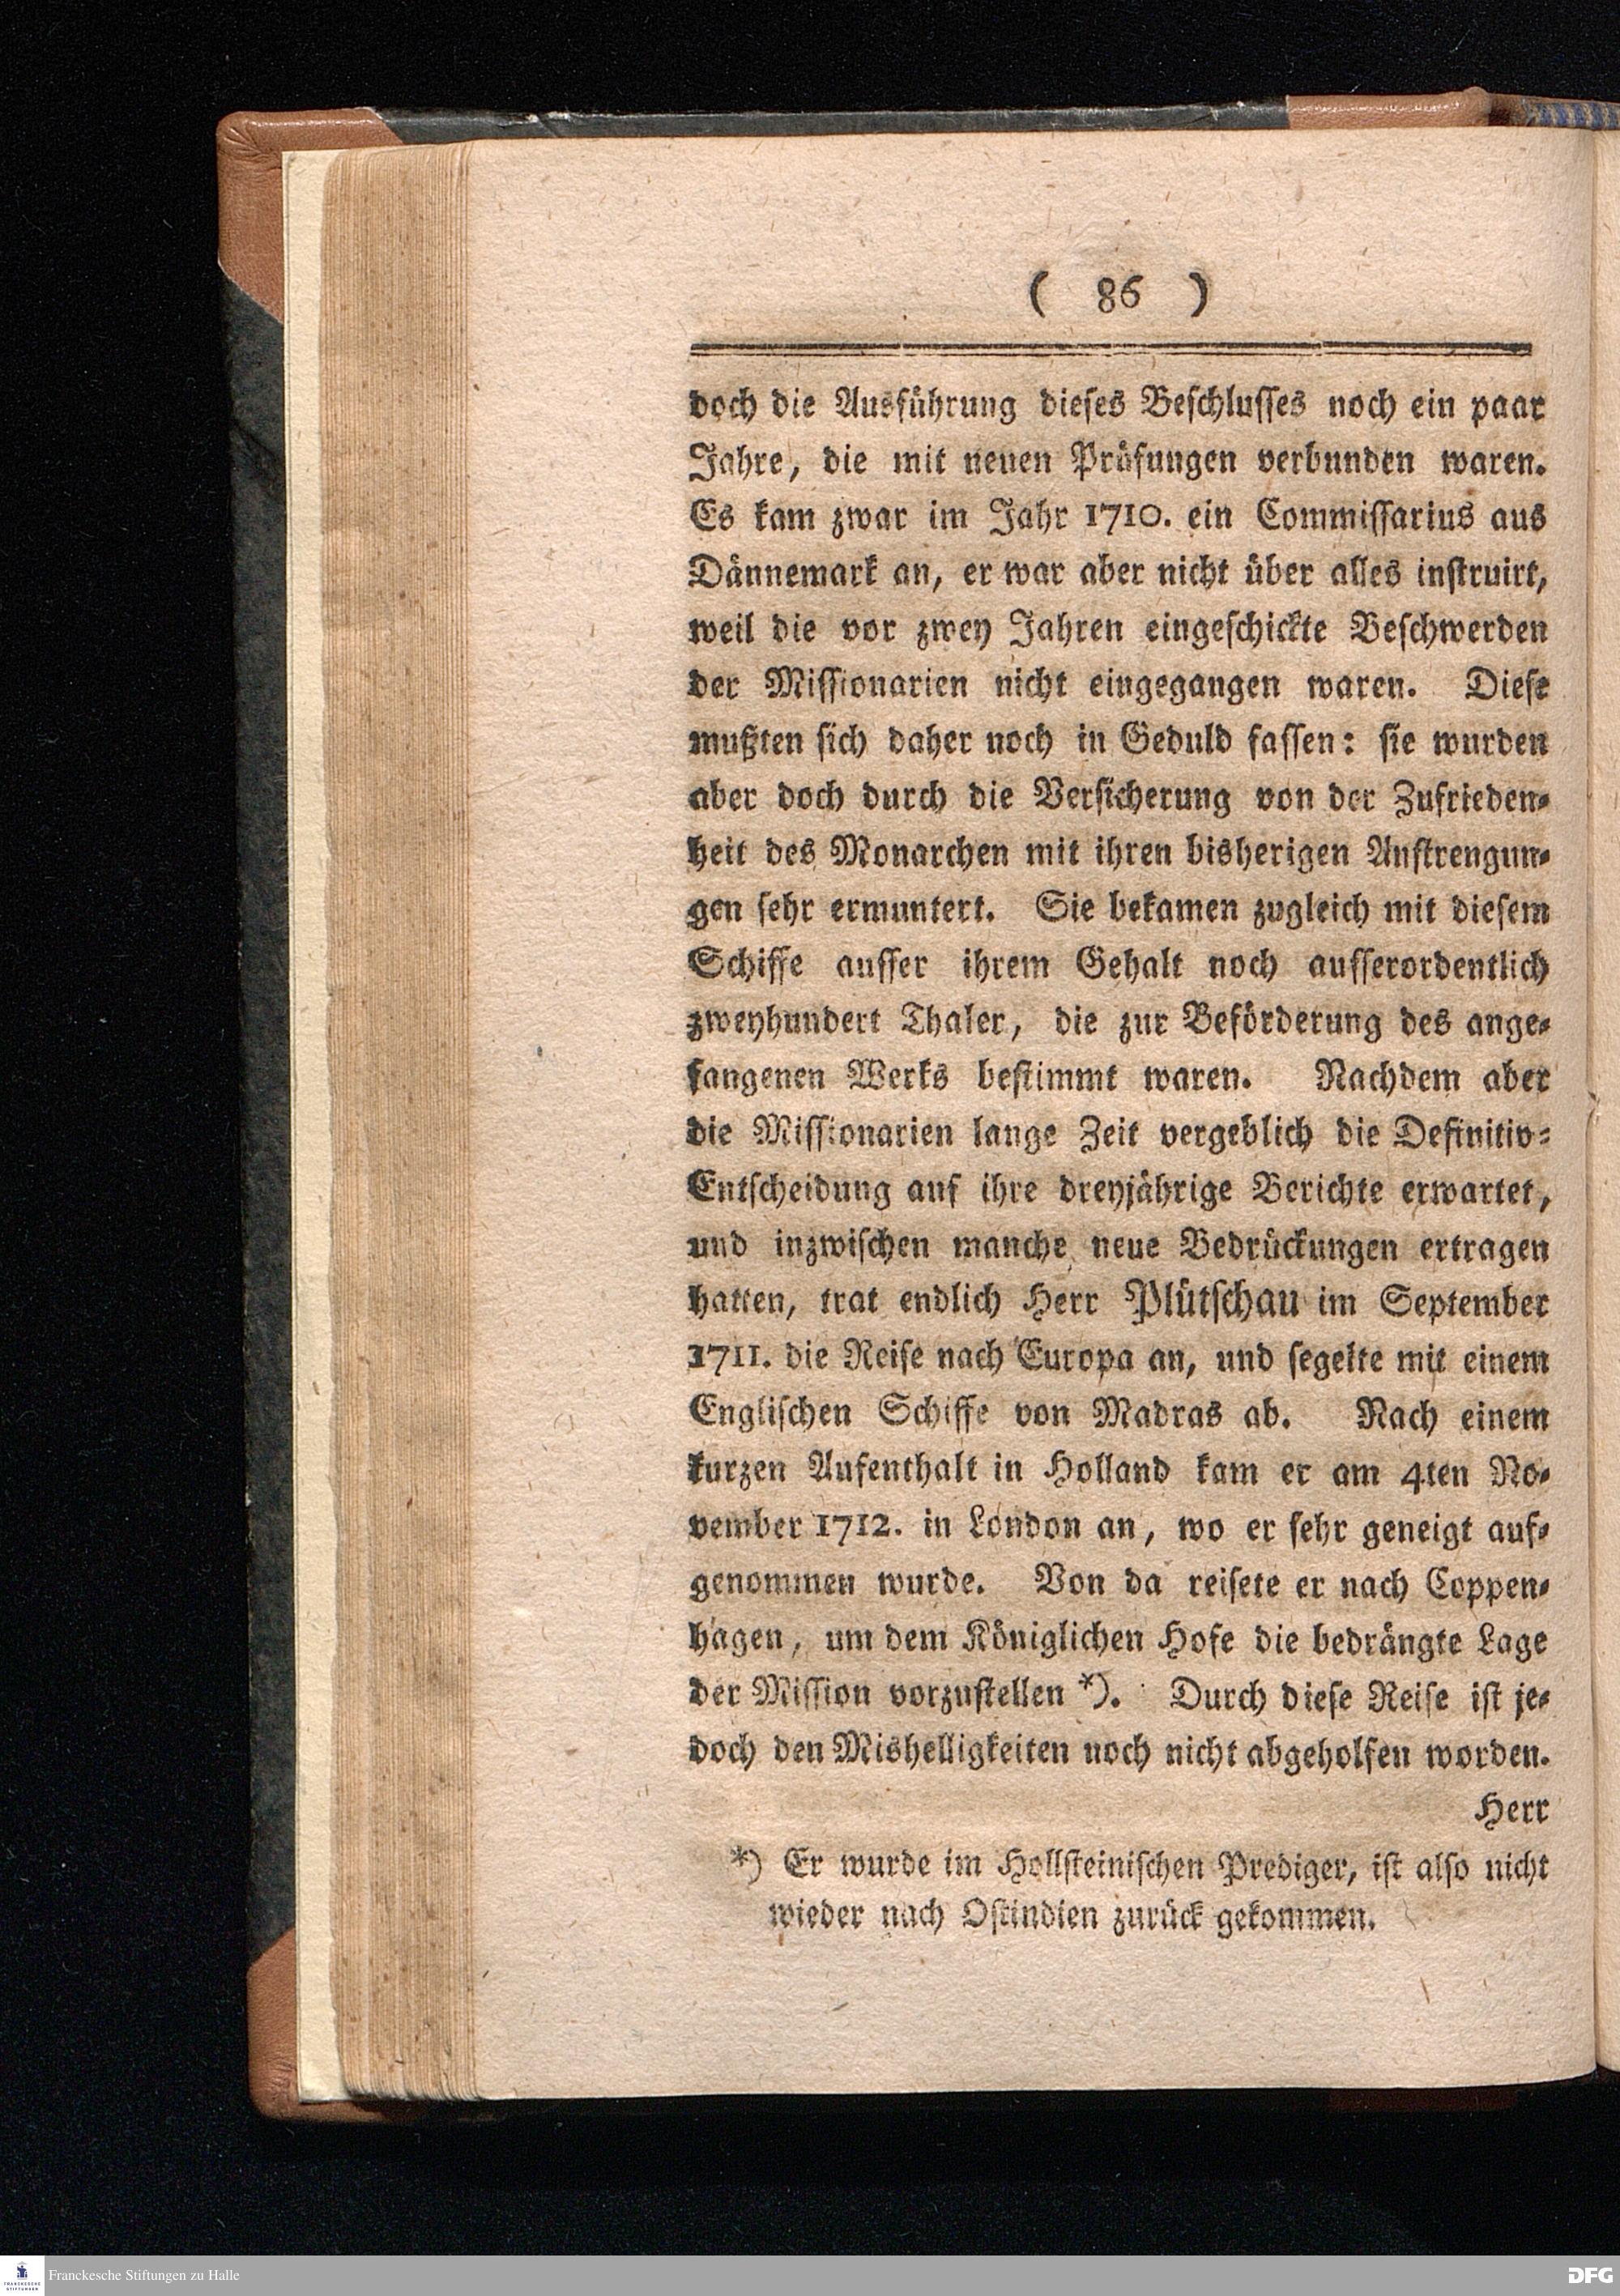 ( 86 )
doch die Ausführung dieses Beschlusses noch ein paar
Jahre, die mit neuen Prüfungen verbunden waren.
Es kam zwar im Jahr 1710. ein Commissarius aus
Dännemark an, er war aber nicht über alles instruirt,
weil die vor zwey Jahren eingeschickte Beschwerden
der Missionarien nicht eingegangen waren. Diese
mußten sich daher noch in Geduld fassen: sie wurden
aber doch durch die Versicherung von der Zufrieden-
heit des Monarchen mit ihren bisherigen Anstrengun-
gen sehr ermuntert. Sie bekamen zugleich mit diesem
Schiffe ausser ihrem Gehalt noch ausserordentlich
zweyhundert Thaler, die zur Beförderung des ange-
fangenen Werks bestimmt waren. Nachdem aber
die Missionarien lange Zeit vergeblich die Definitiv-
Entscheidung auf ihre dreyjährige Berichte erwartet,
und inzwischen manche neue Bedrückungen ertragen
hatten, trat endlich Herr Plütschau im September
1711. die Reise nach Europa an, und segelte mit einem
Englischen Schiffe von Madras ab. Nach einem
kurzen Aufenthalt in Holland kam er am 4ten No-
vember 1712. in London an, wo er sehr geneigt auf-
genommen wurde. Von da reisete er nach Coppen-
hagen, um dem Königlichen Hofe die bedrängte Lage
der Mission vorzustellen *). Durch diese Reise ist je-
doch den Mishelligkeiten noch nicht abgeholfen worden.
Herr
*) Er wurde im Hollsteinischen Prediger, ist also nicht
wieder nach Ostindien zurück gekommen.
FRANCKESCHE
STIFTUNGEN
Franckesche Stiftungen zu Halle
DFG